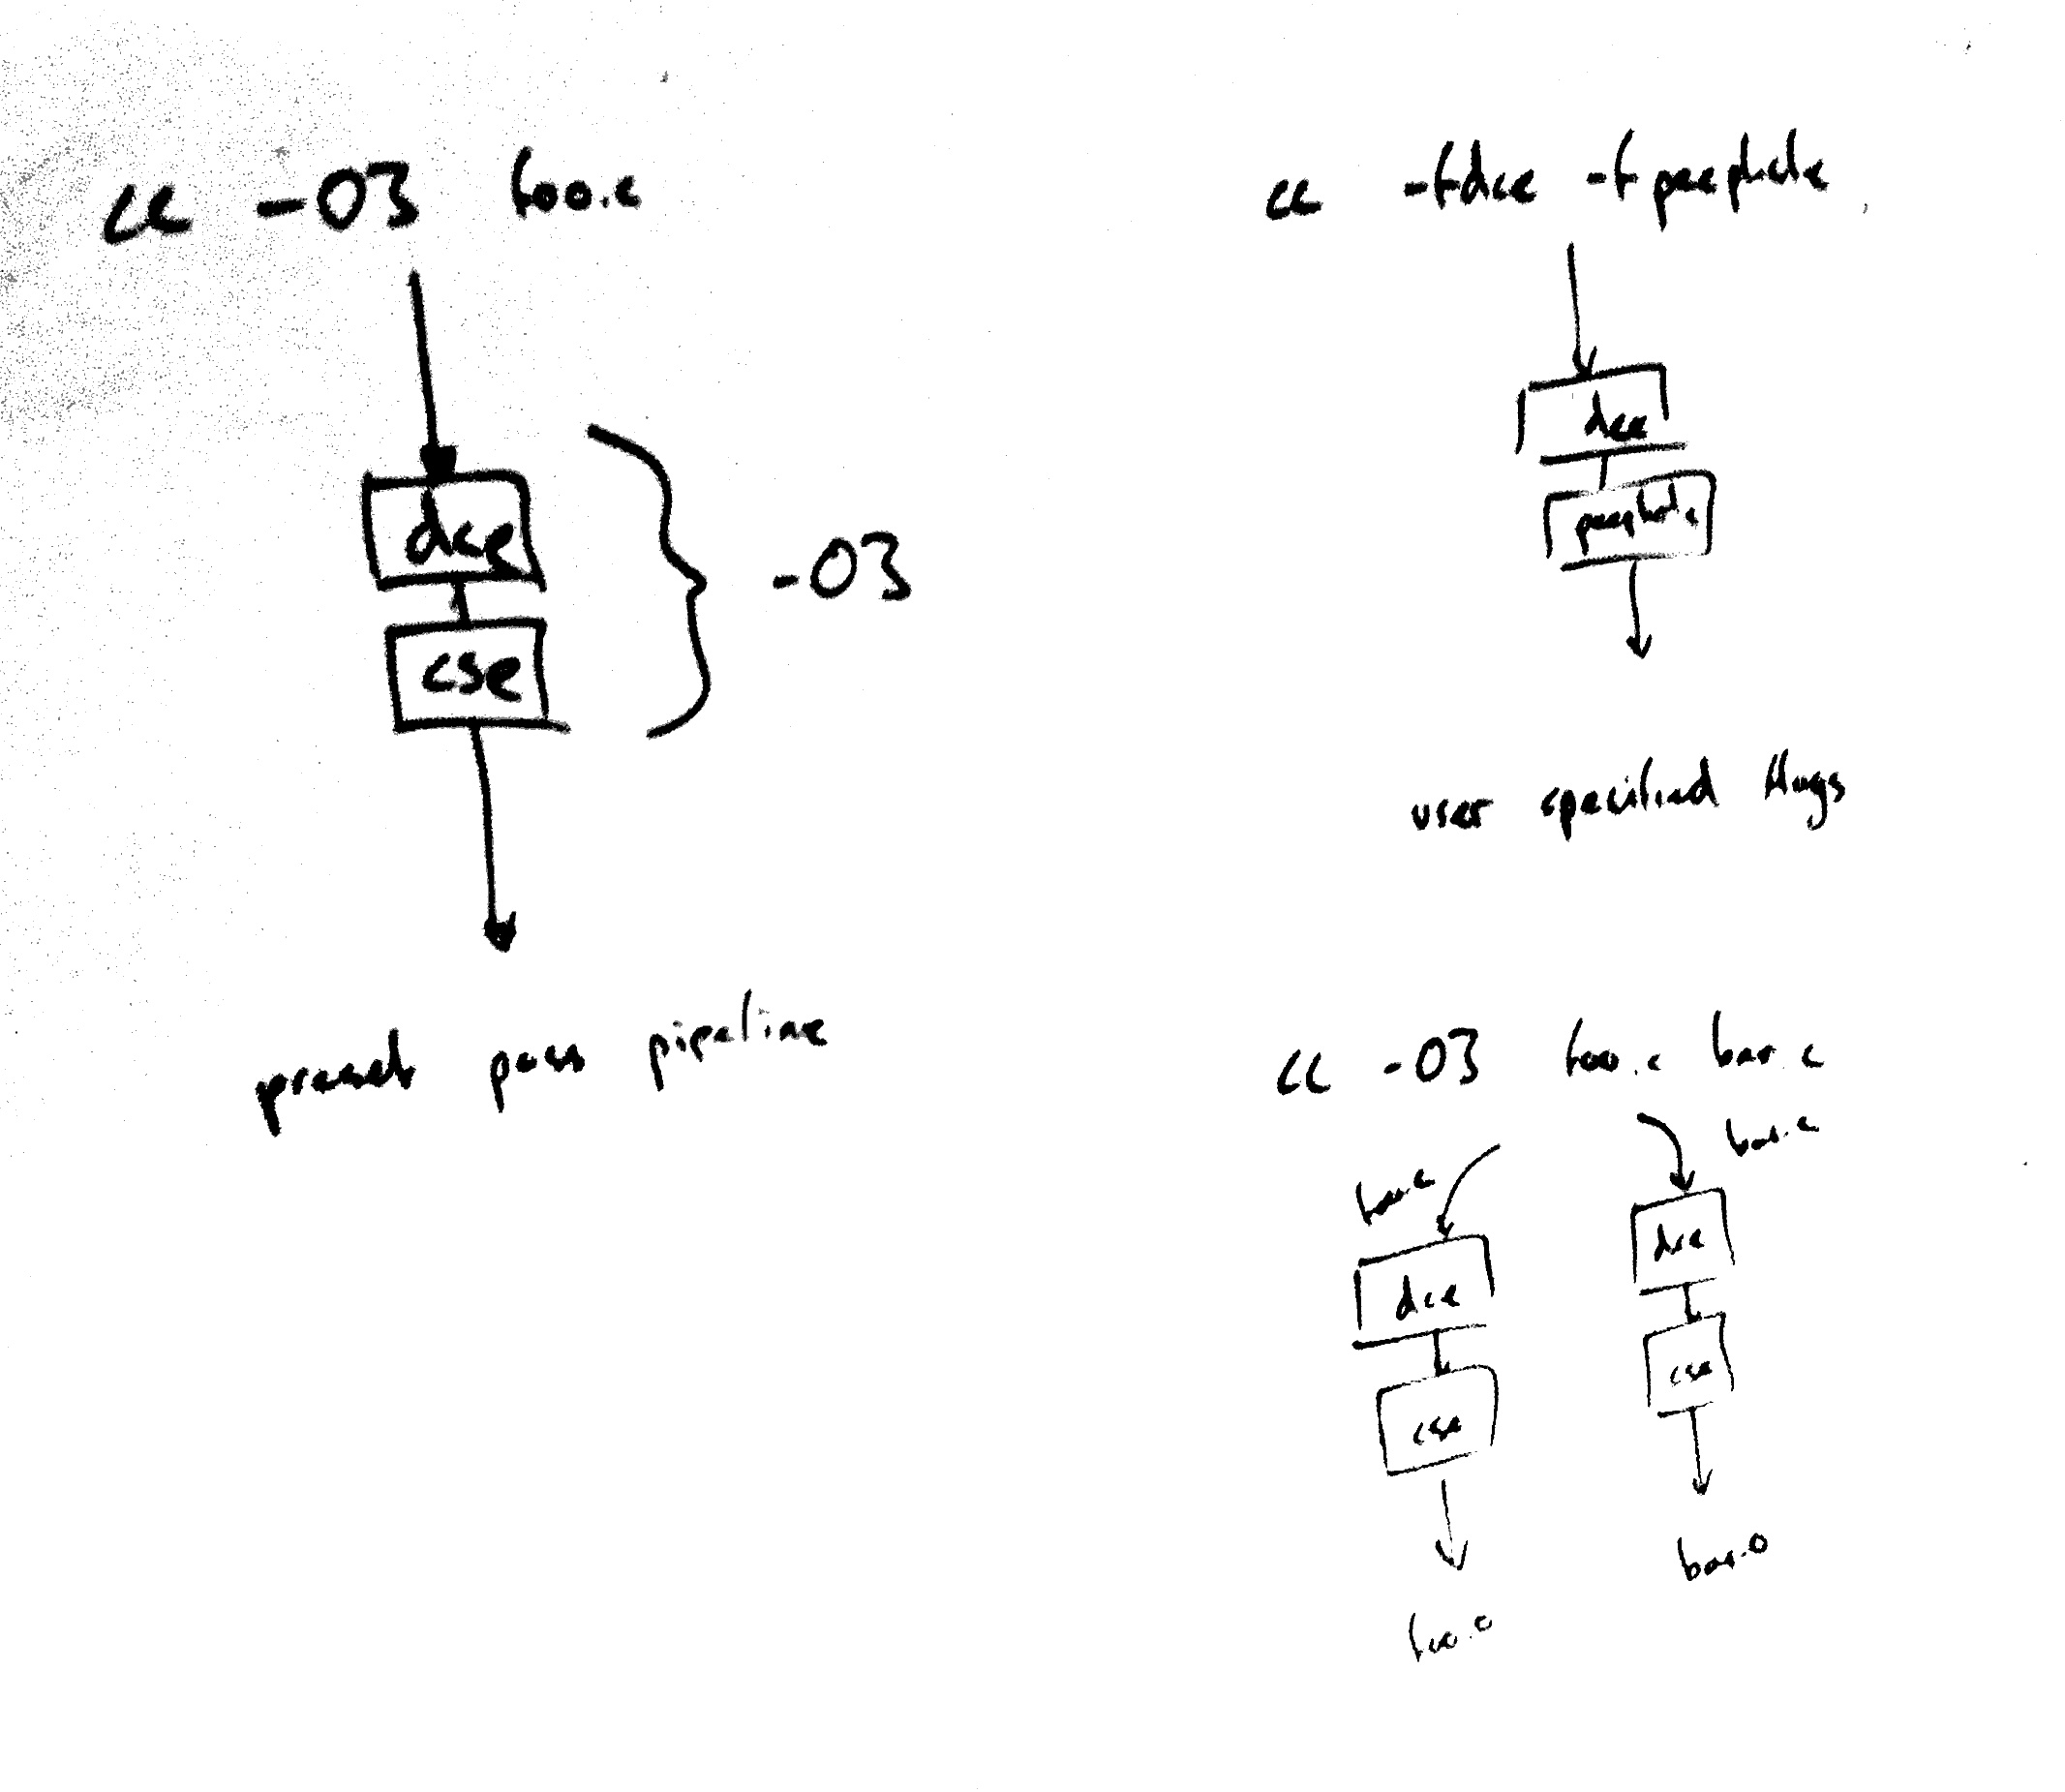 cc -O3 foo.c
dce
cse
-O3
preset pass pipeline
cc -fdce -fpeephole
dce
peephole
user specified flags
cc -O3 foo.c bar.c
foo.c
bar.c
dce
dce
cse
cse
bar.o
foo.o